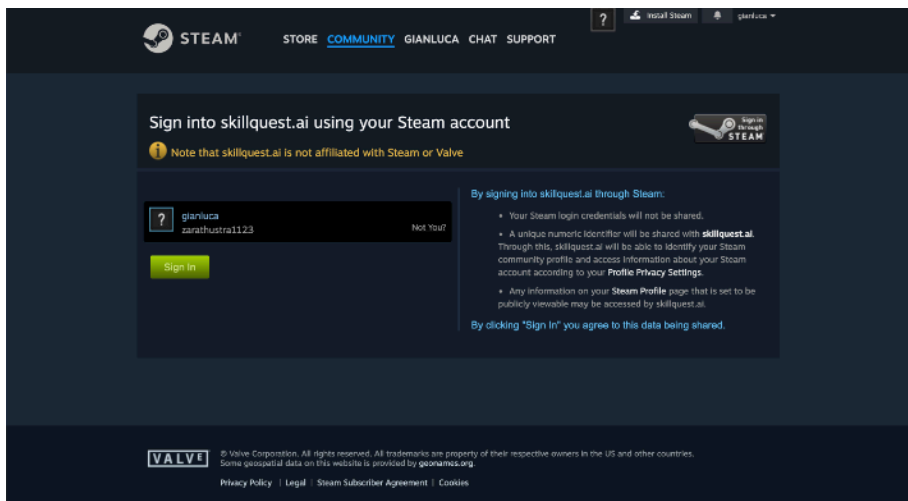 ? Install Steam gianluca
STEAM® STORE COMMUNITY GIANLUCA CHAT SUPPORT
Sign into skillquest.ai using your Steam account
Sign in
through
STEAM
Note that skillquest.ai is not affiliated with Steam or Valve
By signing into skillquest.ai through Steam:
? gianluca
zarathustra1123
Not You?
Sign In
• Your Steam login credentials will not be shared.
• A unique numeric identifier will be shared with skillquest.ai.
Through this, skillquest.ai will be able to identify your Steam
community profile and access information about your Steam
account according to your Profile Privacy Settings.
• Any information on your Steam Profile page that is set to be
publicly viewable may be accessed by skillquest.ai.
By clicking "Sign In" you agree to this data being shared.
VALVE
© Valve Corporation. All rights reserved. All trademarks are property of their respective owners in the US and other countries.
Some geospatial data on this website is provided by geonames.org.
Privacy Policy | Legal | Steam Subscriber Agreement | Cookies